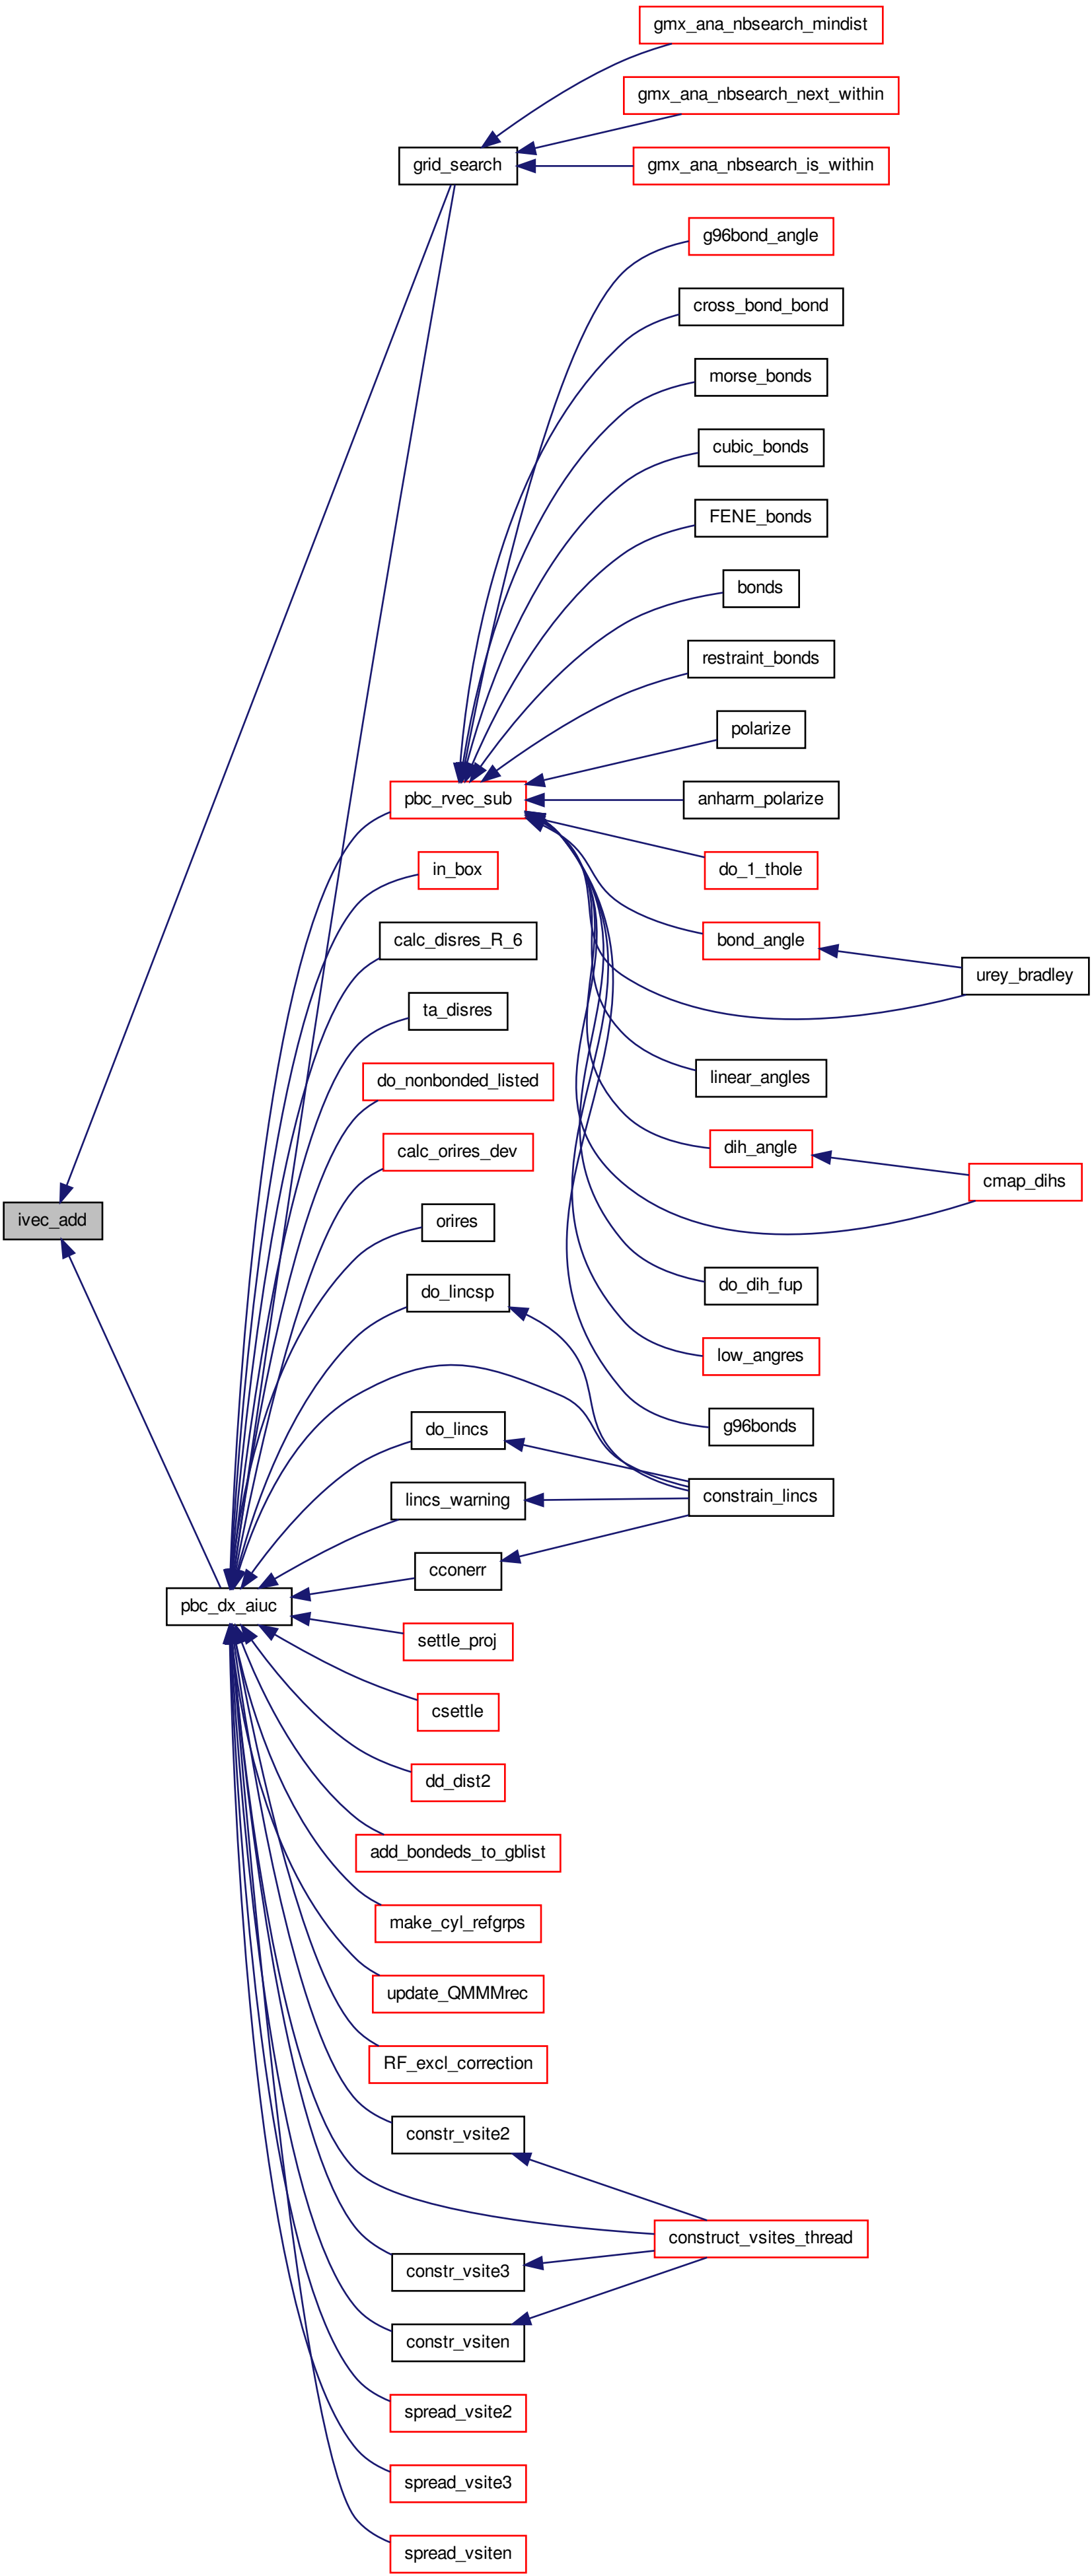 gmx_ana_nbsearch_mindist
gmx_ana_nbsearch_next_within
grid_search
gmx_ana_nbsearch_is_within
g96bond_angle
cross_bond_bond
morse_bonds
cubic_bonds
FENE_bonds
bonds
restraint_bonds
polarize
pbc_rvec_sub
anharm_polarize
in_box
do_1_thole
calc_disres_R_6
bond_angle
urey_bradley
ta_disres
do_nonbonded_listed
linear_angles
calc_orires_dev
dih_angle
cmap_dihs
ivec_add
orires
do_lincsp
do_dih_fup
low_angres
do_lincs
g96bonds
lincs_warning
constrain_lincs
cconerr
pbc_dx_aiuc
settle_proj
csettle
dd_dist2
add_bondeds_to_gblist
make_cyl_refgrps
update_QMMMrec
RF_excl_correction
constr_vsite2
construct_vsites_thread
constr_vsite3
constr_vsiten
spread_vsite2
spread_vsite3
spread_vsiten